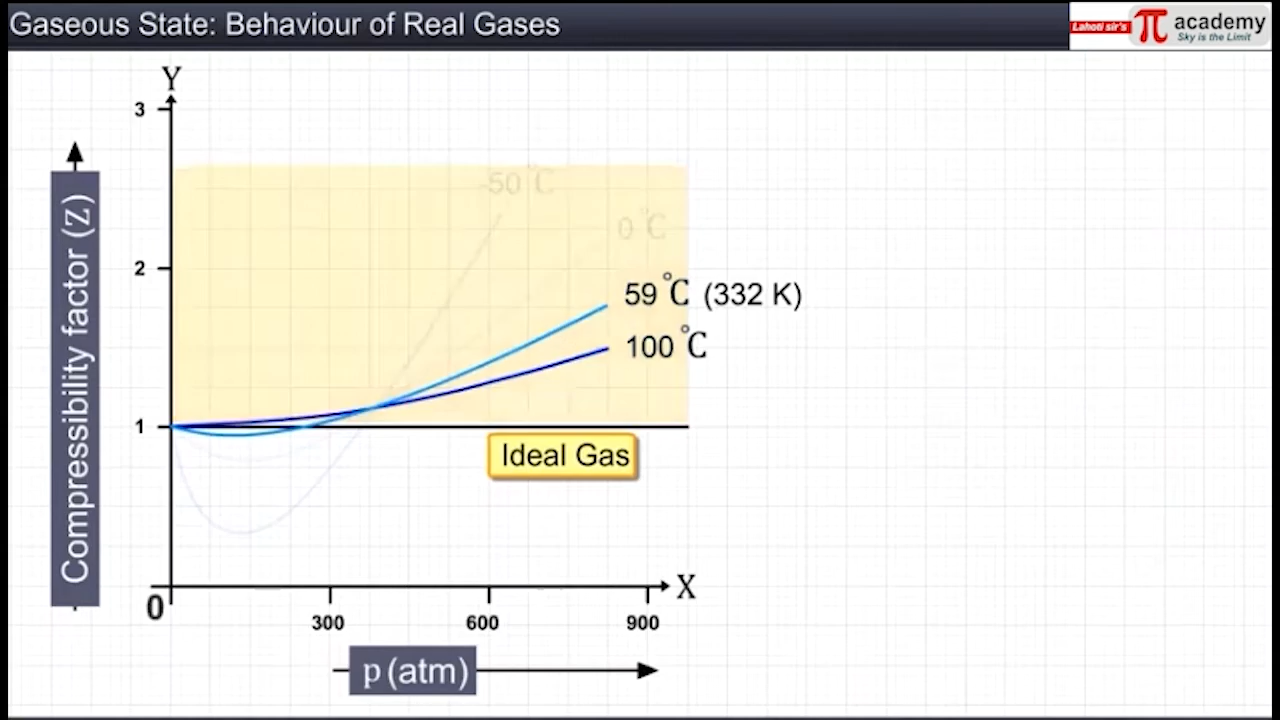 Gaseous State: Behaviour of Real Gases
Lahoti sir's
π academy
Sky is the Limit
Y
3
-50 °C
0 °C
2
59 °C (332 K)
100 °C
Compressibility factor (Z)
1
Ideal Gas
X
0
300 600 900
p (atm)